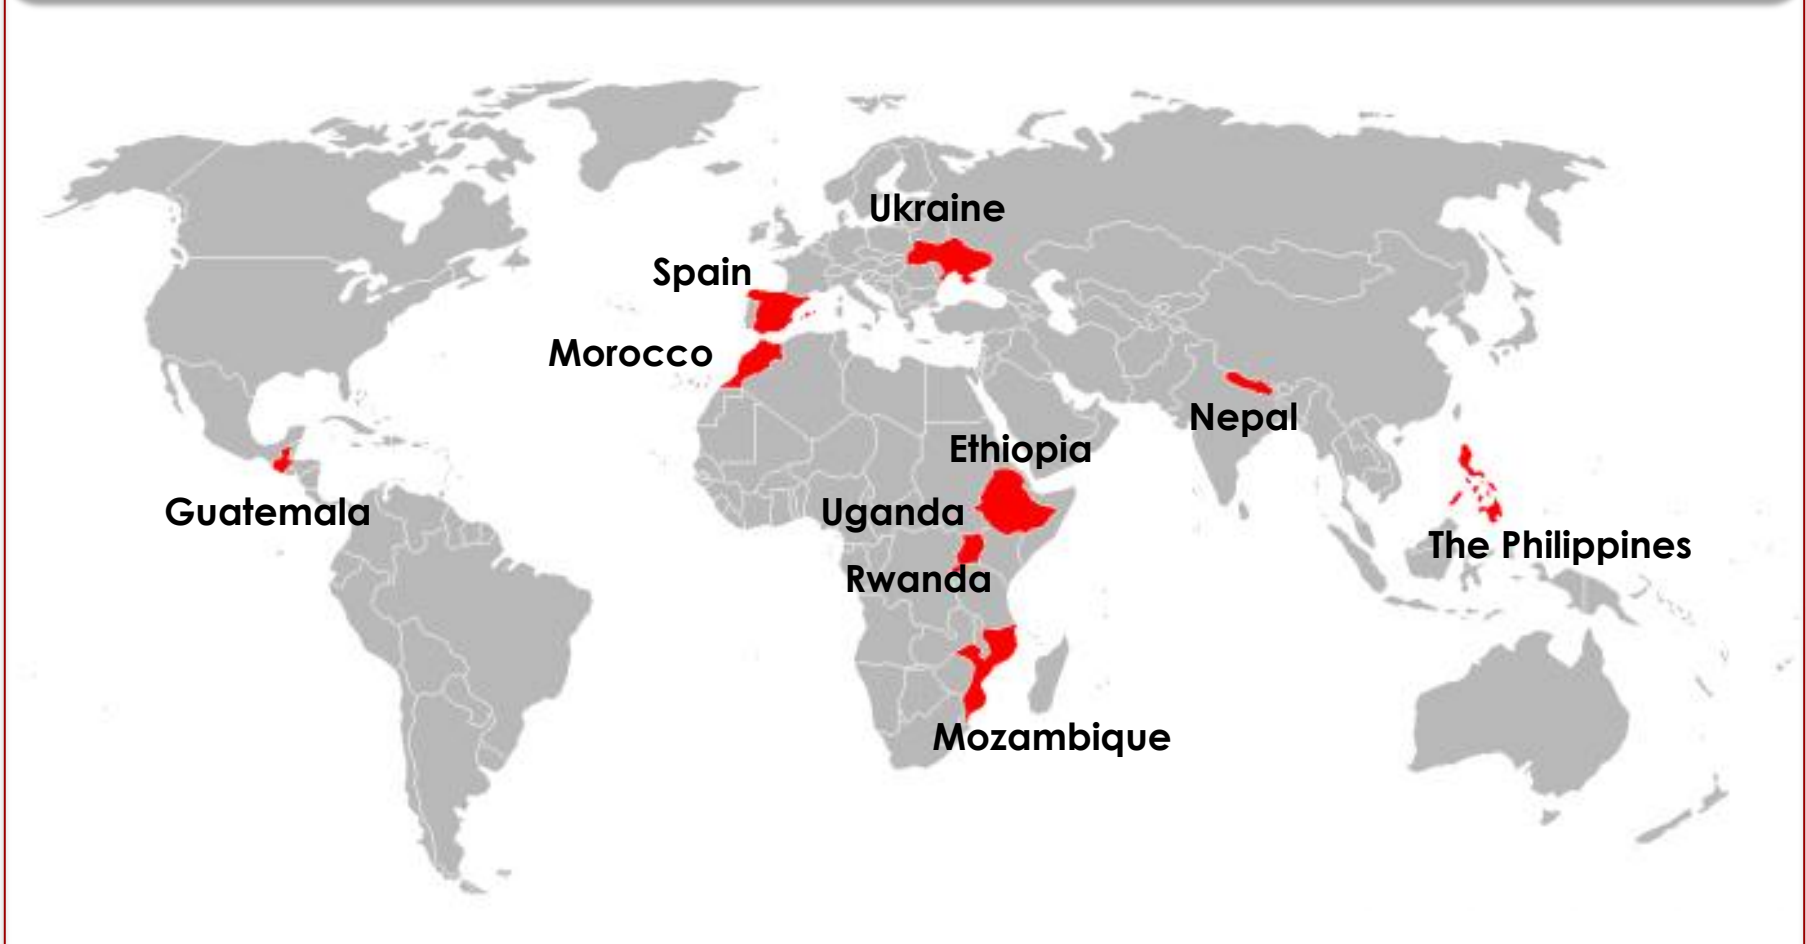 Ukraine
Spain
Morocco
Nepal
Ethiopia
Guatemala
Uganda
The Philippines
Rwanda
Mozambique